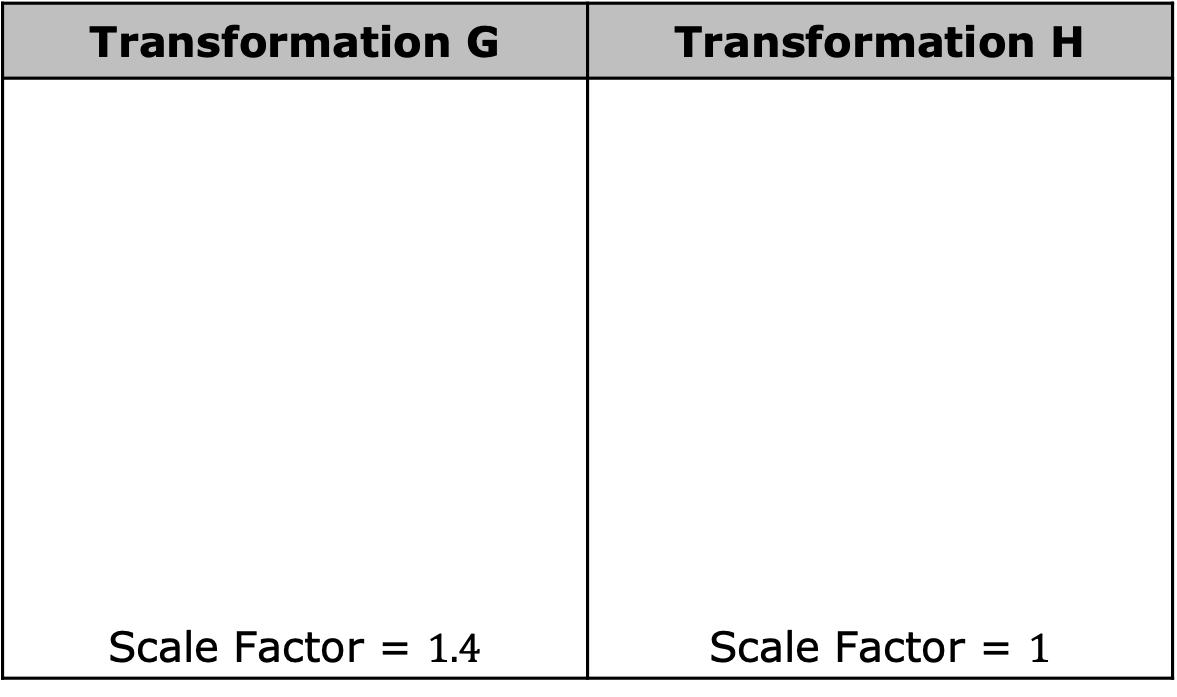 Transformation G
Transformation H
Scale Factor = 1.4
Scale Factor = 1